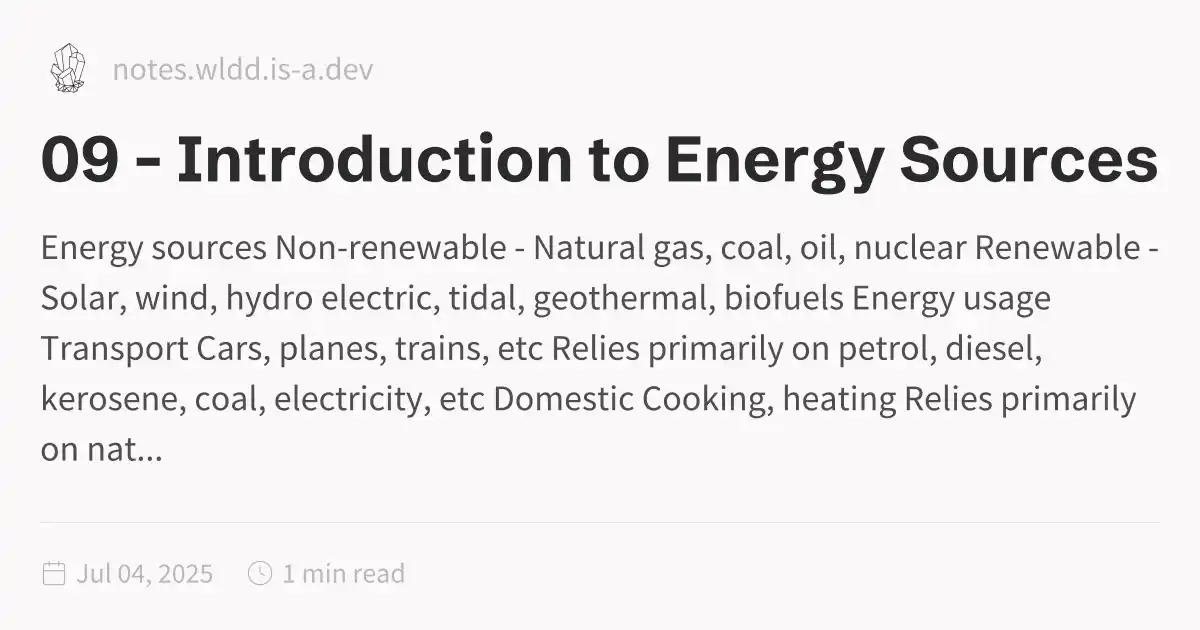 notes.wldd.is-a.dev
09 - Introduction to Energy Sources
Energy sources Non-renewable - Natural gas, coal, oil, nuclear Renewable -
Solar, wind, hydro electric, tidal, geothermal, biofuels Energy usage
Transport Cars, planes, trains, etc Relies primarily on petrol, diesel,
kerosene, coal, electricity, etc Domestic Cooking, heating Relies primarily
on nat...
Jul 04, 2025 1 min read